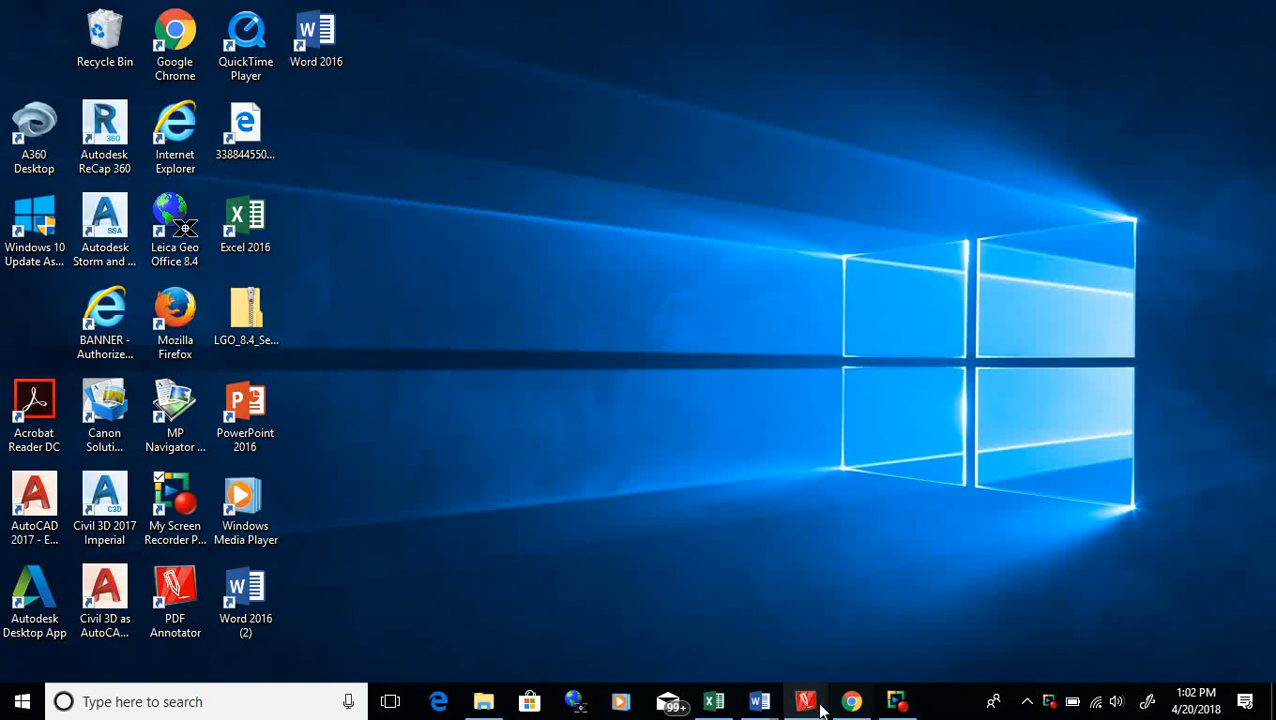 Recycle Bin
Google
Chrome
QuickTime
Player
Word 2016
A360
Desktop
Autodesk
ReCap 360
Internet
Explorer
338844550...
Windows 10
Update As...
Autodesk
Storm and ...
Leica Geo
Office 8.4
Excel 2016
BANNER -
Authorize...
Mozilla
Firefox
LGO_8.4_Se...
Acrobat
Reader DC
Canon
Soluti...
MP
Navigator ...
PowerPoint
2016
AutoCAD
2017 - E...
Civil 3D 2017
Imperial
My Screen
Recorder P...
Windows
Media Player
Autodesk
Desktop App
Civil 3D as
AutoCA...
PDF
Annotator
Word 2016
(2)
Type here to search
99+
1:02 PM
4/20/2018